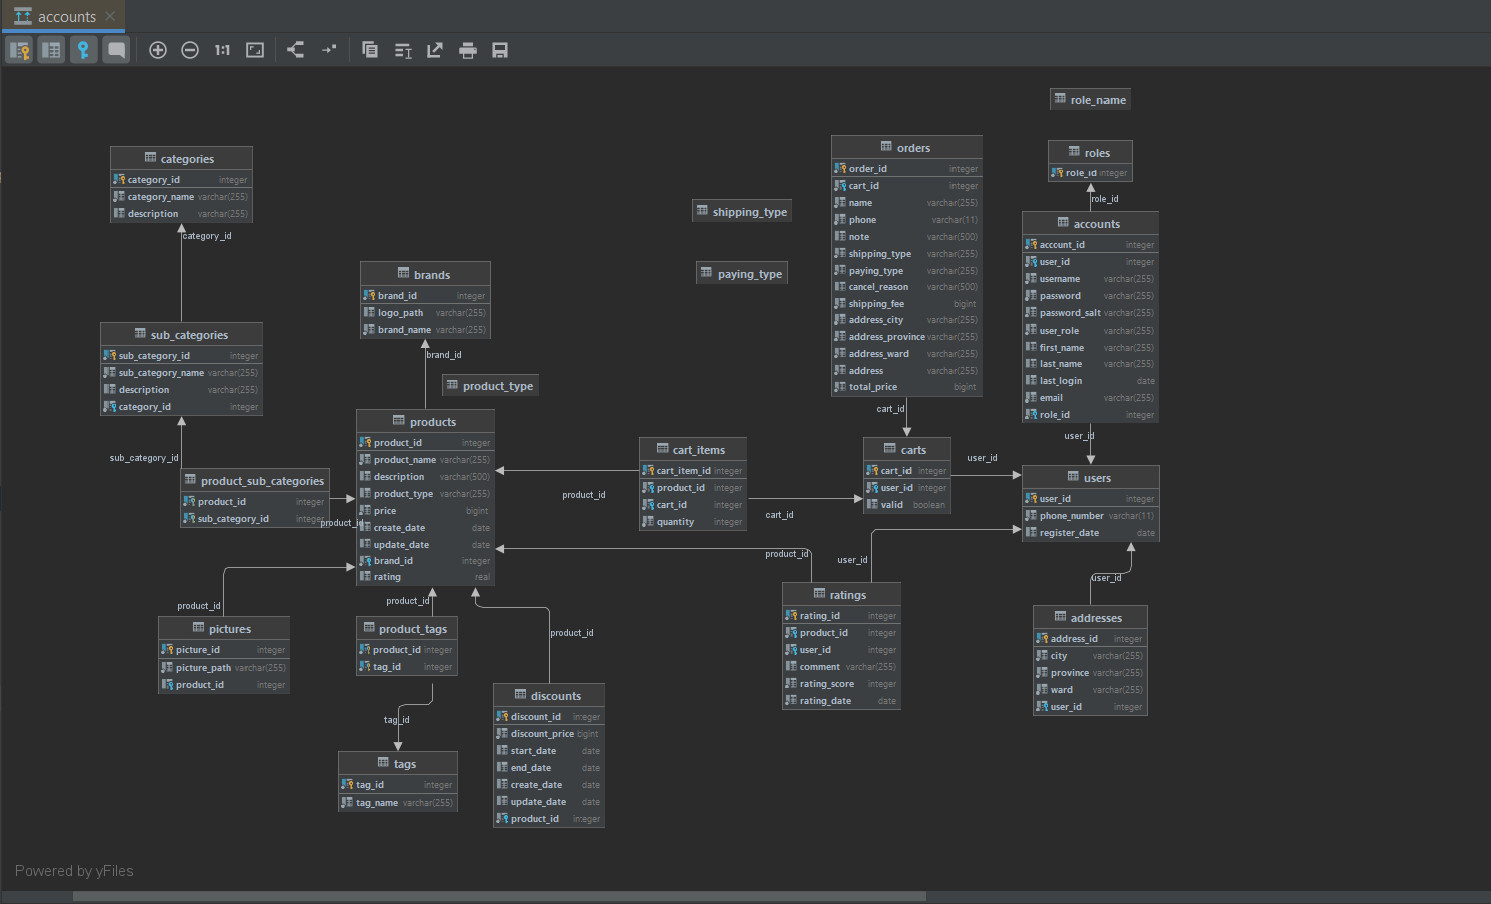 accounts
1:1
role_name
roles
role_id integer
role_id
accounts
account_id integer
user_id integer
username varchar(255)
password varchar(255)
password_salt varchar(255)
user_role varchar(255)
first_name varchar(255)
last_name varchar(255)
last_login date
email varchar(255)
role_id integer
user_id
orders
order_id integer
cart_id integer
name varchar(255)
phone varchar(11)
note varchar(500)
shipping_type varchar(255)
paying_type varchar(255)
cancel_reason varchar(500)
shipping_fee bigint
address_city varchar(255)
address_province varchar(255)
address_ward varchar(255)
address varchar(255)
total_price bigint
cart_id
categories
category_id integer
category_name varchar(255)
description varchar(255)
category_id
shipping_type
paying_type
brands
brand_id integer
logo_path varchar(255)
brand_name varchar(255)
brand_id
sub_categories
sub_category_id integer
sub_category_name varchar(255)
description varchar(255)
category_id integer
sub_category_id
product_type
products
product_id integer
product_name varchar(255)
description varchar(500)
product_type varchar(255)
price bigint
create_date date
update_date date
brand_id integer
rating real
product_sub_categories
product_id integer
sub_category_id integer
product_id
cart_items
cart_item_id integer
product_id integer
cart_id integer
quantity integer
product_id
cart_id
carts
cart_id integer
user_id integer
valid boolean
user_id
users
user_id integer
phone_number varchar(11)
register_date date
product_id
user_id
user_id
ratings
rating_id integer
product_id integer
user_id integer
comment varchar(255)
rating_score integer
rating_date date
addresses
address_id integer
city varchar(255)
province varchar(255)
ward varchar(255)
user_id integer
product_id
pictures
picture_id integer
picture_path varchar(255)
product_id integer
product_id
product_tags
product_id integer
tag_id integer
product_id
tag_id
discounts
discount_id integer
discount_price bigint
start_date date
end_date date
create_date date
update_date date
product_id integer
tags
tag_id integer
tag_name varchar(255)
Powered by yFiles